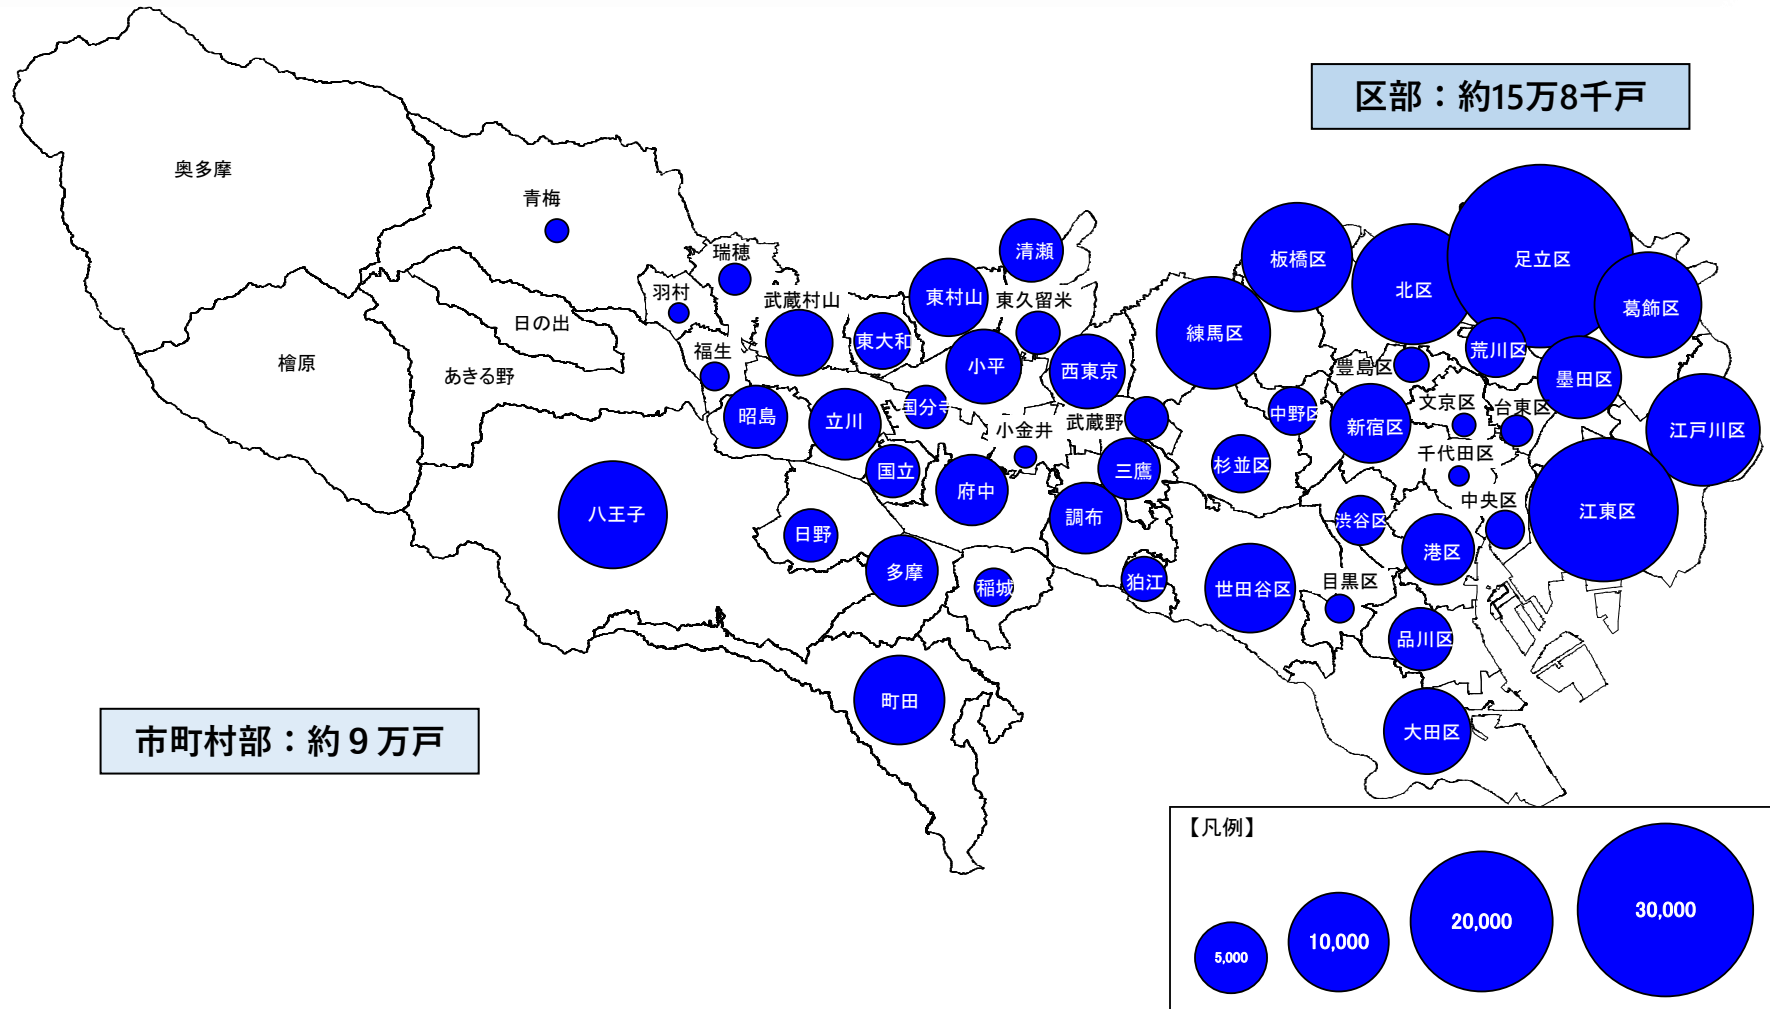 区部：約15万8千戸
奥多摩
青梅
瑞穂
羽村
武蔵村山
日の出
福生
檜原
あきる野
清瀬
東村山
東久留米
東大和
小平
西東京
昭島
立川
国分寺
小金井
武蔵野
国立
三鷹
府中
八王子
調布
日野
多摩
稲城
狛江
町田
板橋区
足立区
北区
葛飾区
練馬区
荒川区
豊島区
墨田区
文京区
台東区
中野区
新宿区
江戸川区
千代田区
杉並区
中央区
江東区
渋谷区
港区
世田谷区
目黒区
品川区
大田区
市町村部：約９万戸
【凡例】
5,000
10,000
20,000
30,000